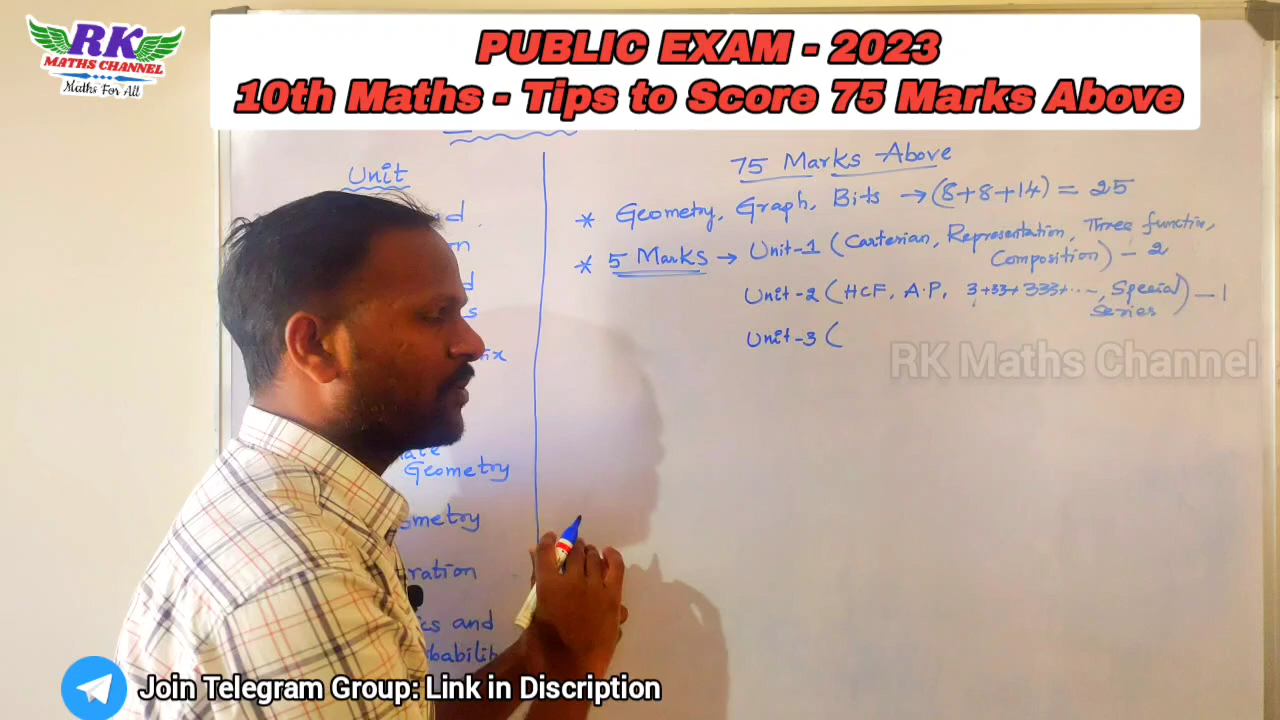 RK
MATHS CHANNEL
Maths For All
PUBLIC EXAM - 2023
10th Maths - Tips to Score 75 Marks Above
Unit
Geometry
75 Marks Above
* Geometry, Graph, Bits → (8+8+14) = 25
* 5 Marks → Unit-1 (Carterian, Representation, Three function,
Composition) - 2
Unit-2 (HCF, A.P, 3+33+333+..., Special
Series) - 1
Unit-3 (
RK Maths Channel
Join Telegram Group: Link in Discription